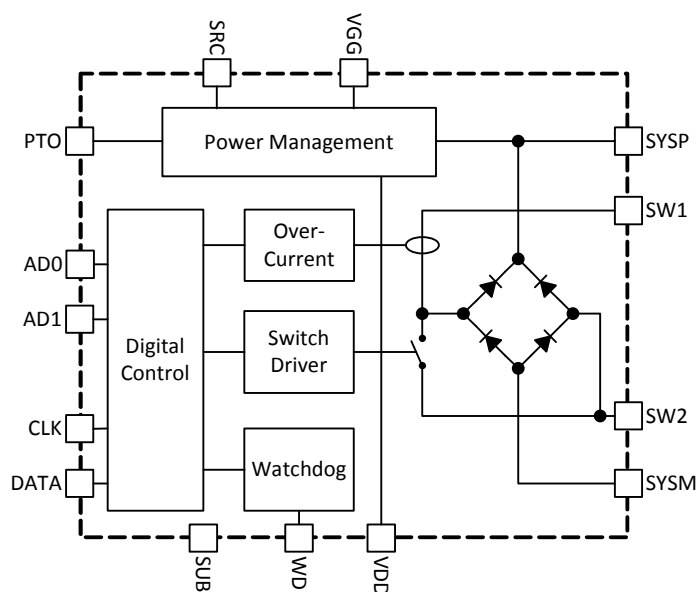 SRC
VGG
PTO
Power Management
SYSP
SW1
Over-
Current
AD0
AD1
Digital
Control
Switch
Driver
CLK
DATA
Watchdog
SW2
SYSM
SUB
WD
VDD